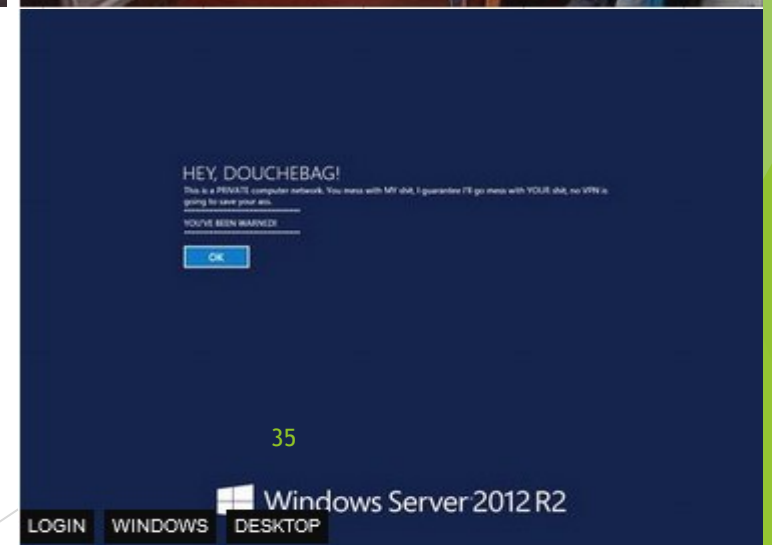 HEY, DOUCHEBAG!
This is a PRIVATE computer network. You mess with MY shit, I guarantee I'll go mess with YOUR shit, no VPN is
going to save your ass.
YOU'VE BEEN WARNED!
OK
35
Windows Server 2012 R2
LOGIN WINDOWS DESKTOP